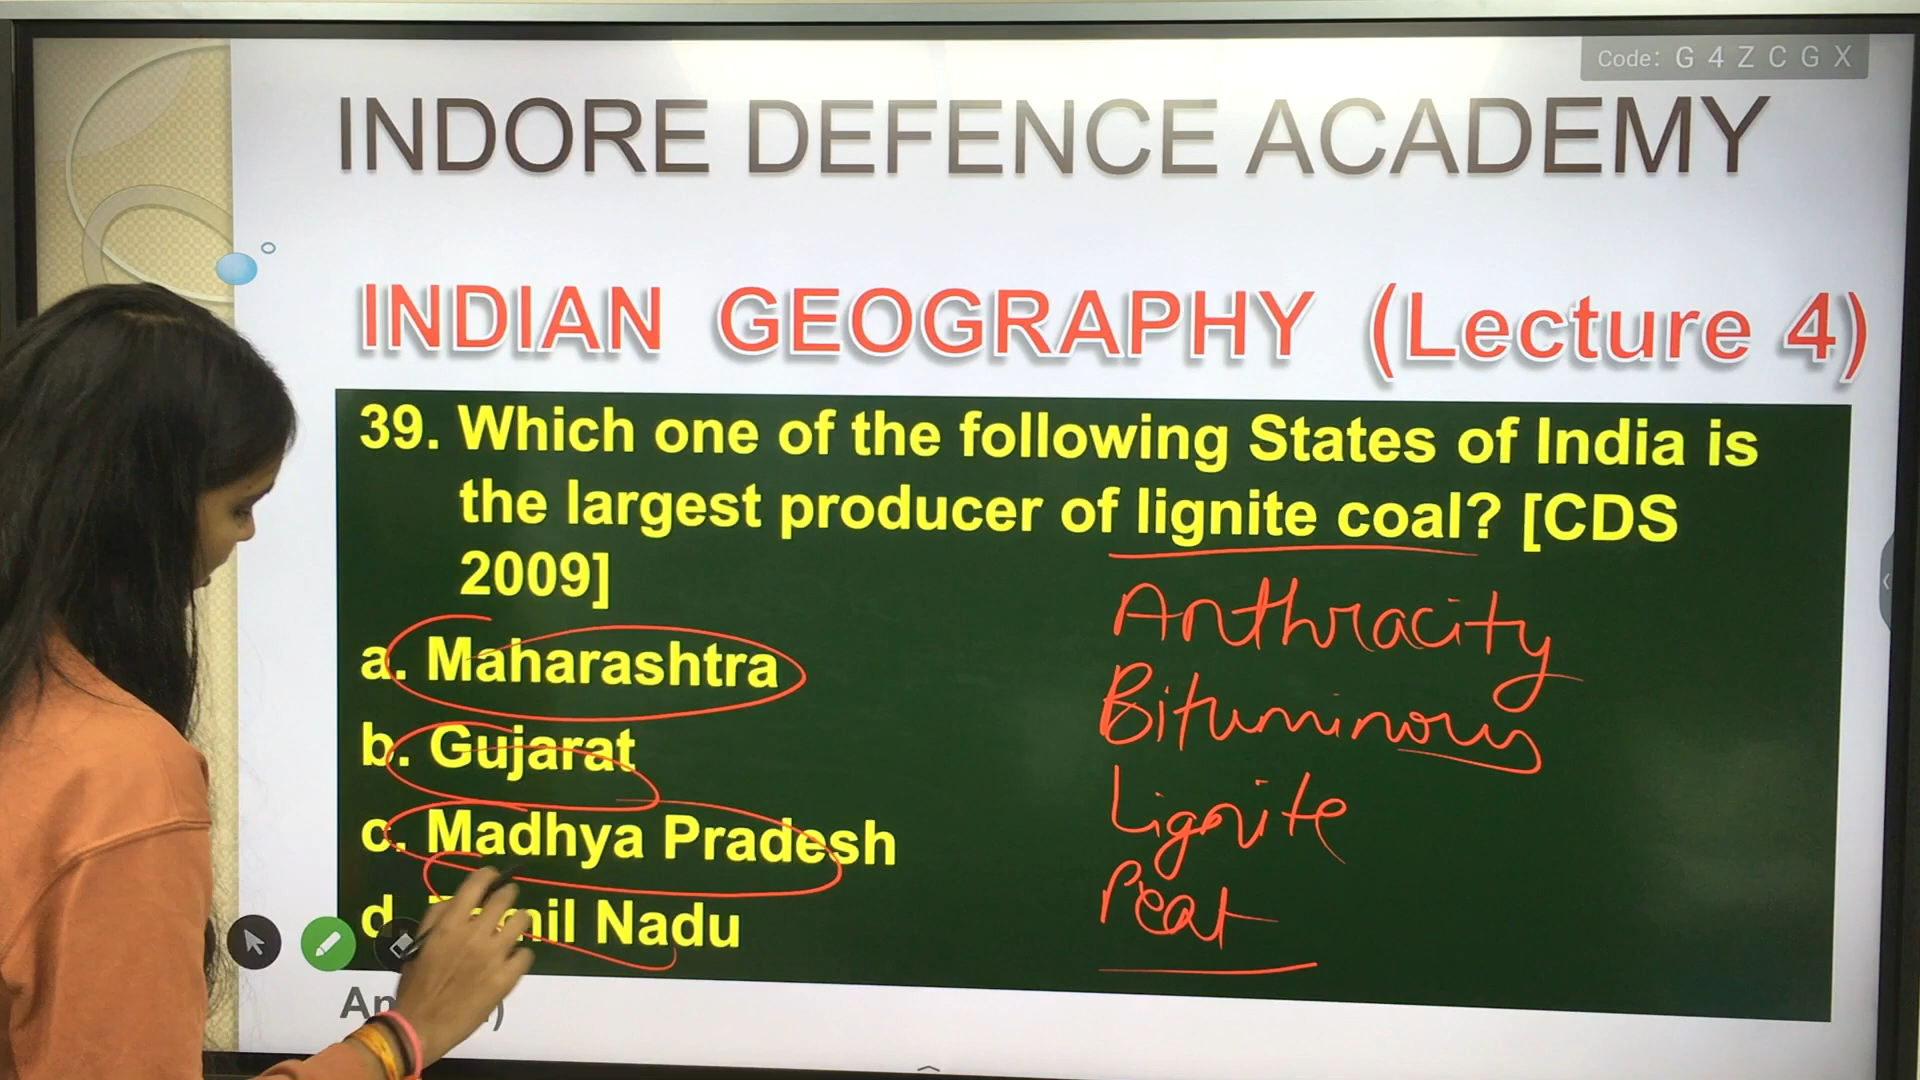 Code: G 4 Z C G X
INDORE DEFENCE ACADEMY
INDIAN GEOGRAPHY (Lecture 4)
39. Which one of the following States of India is
the largest producer of lignite coal? [CDS
2009]
a. Maharashtra
b. Gujarat
c. Madhya Pradesh
d. Nadu
Anthracity
Bituminous
Lignite
Peat